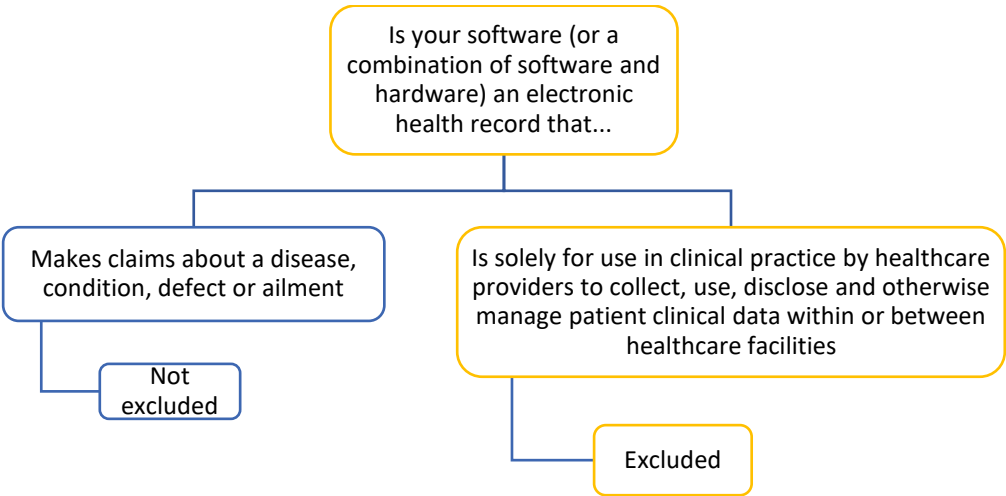 Is your software (or a
combination of software and
hardware) an electronic
health record that...
Makes claims about a disease,
condition, defect or ailment
Is solely for use in clinical practice by healthcare
providers to collect, use, disclose and otherwise
manage patient clinical data within or between
healthcare facilities
Not
excluded
Excluded